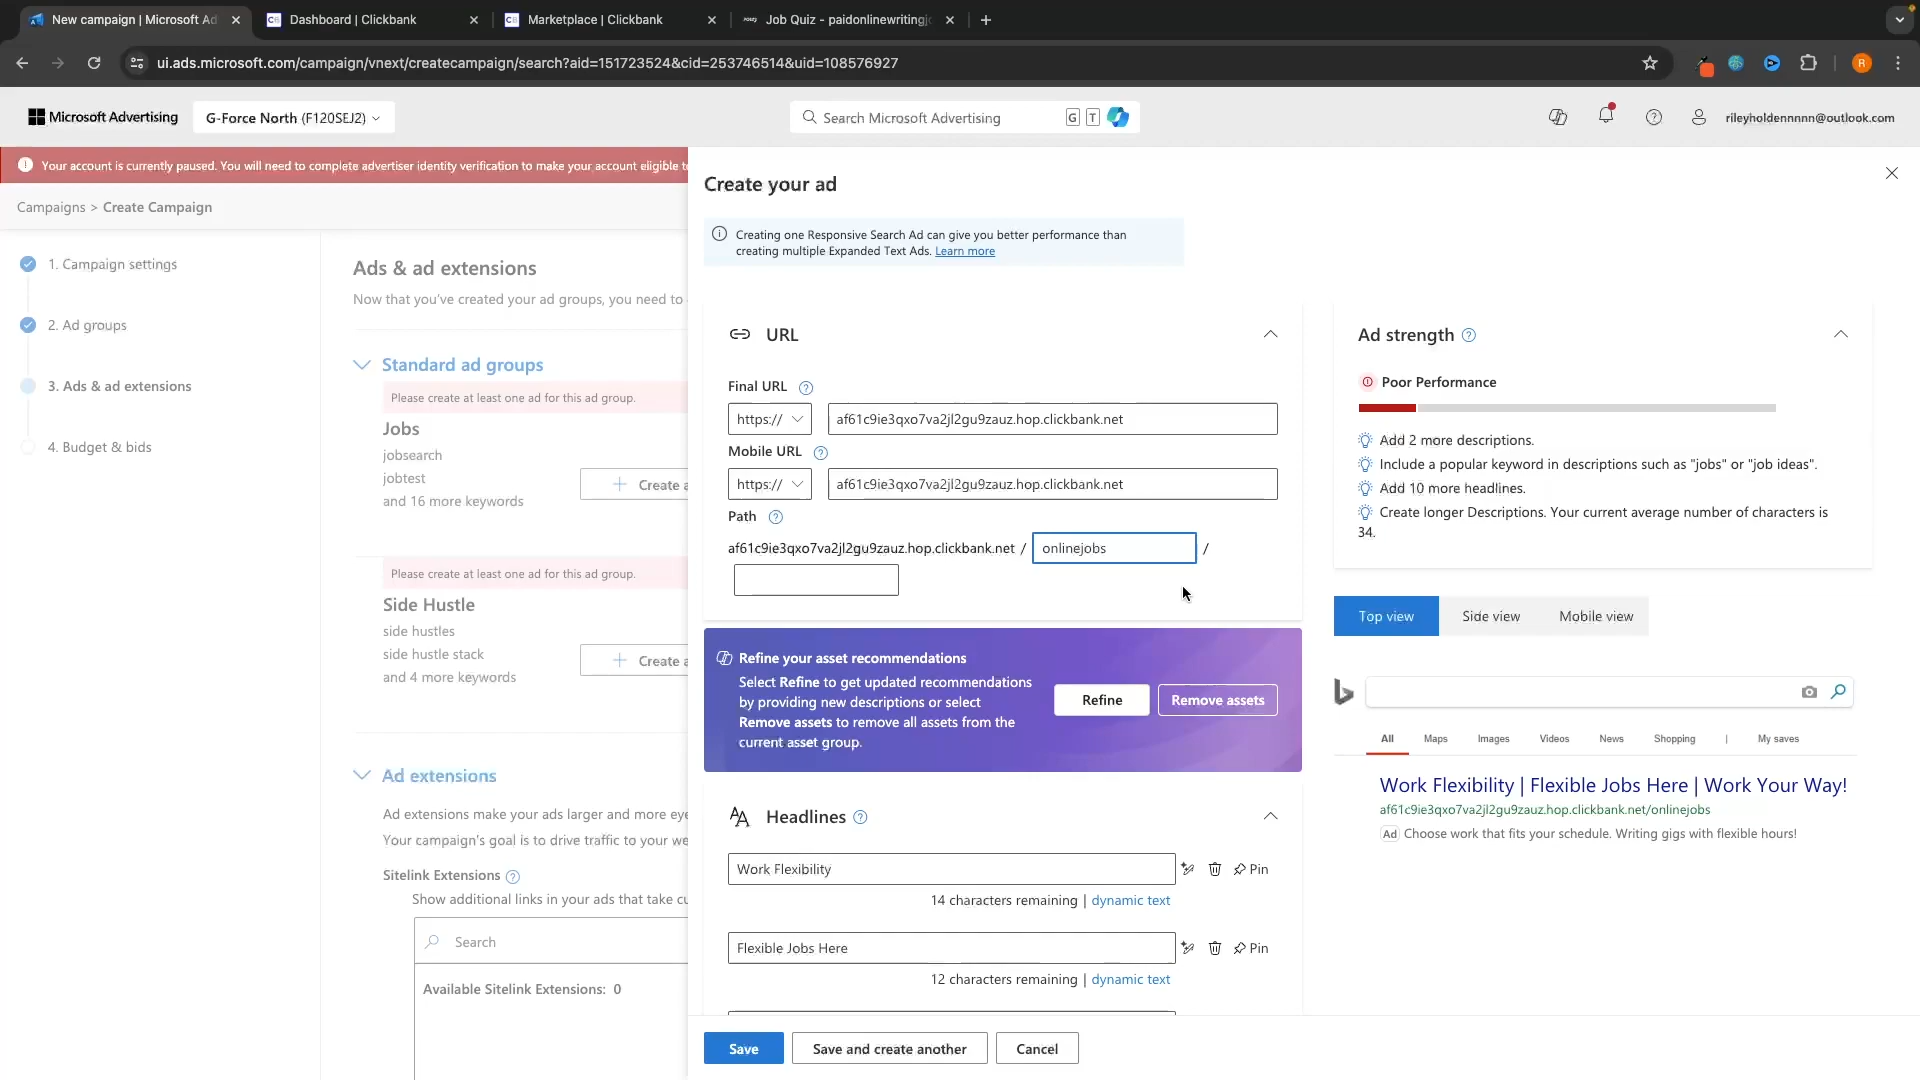 New campaign | Microsoft Ad
Dashboard | Clickbank
Marketplace | Clickbank
Job Quiz - paidonlinewritingjo
ui.ads.microsoft.com/campaign/vnext/createcampaign/search?aid=151723524&cid=253746514&uid=108576927
R
Microsoft Advertising
G-Force North (F120SEJ2)
Search Microsoft Advertising
G
T
rileyholdennnnn@outlook.com
Your account is currently paused. You will need to complete advertiser identity verification to make your account eligible to
Campaigns > Create Campaign
1. Campaign settings
2. Ad groups
3. Ads & ad extensions
4. Budget & bids
Ads & ad extensions
Now that you've created your ad groups, you need to
Standard ad groups
Please create at least one ad for this ad group.
Jobs
jobsearch
jobtest
and 16 more keywords
Create a
Please create at least one ad for this ad group.
Side Hustle
side hustles
side hustle stack
and 4 more keywords
Create a
Ad extensions
Ad extensions make your ads larger and more eye
Your campaign's goal is to drive traffic to your we
Sitelink Extensions
Show additional links in your ads that take cu
Search
Available Sitelink Extensions: 0
Create your ad
Creating one Responsive Search Ad can give you better performance than
creating multiple Expanded Text Ads. Learn more
URL
Final URL
https://
af61c9ie3qxo7va2jl2gu9zauz.hop.clickbank.net
Mobile URL
https://
af61c9ie3qxo7va2jl2gu9zauz.hop.clickbank.net
Path
af61c9ie3qxo7va2jl2gu9zauz.hop.clickbank.net / onlinejobs /
Refine your asset recommendations
Select Refine to get updated recommendations
by providing new descriptions or select
Remove assets to remove all assets from the
current asset group.
Refine
Remove assets
Headlines
Work Flexibility
Pin
14 characters remaining | dynamic text
Flexible Jobs Here
Pin
12 characters remaining | dynamic text
Save
Save and create another
Cancel
Ad strength
Poor Performance
Add 2 more descriptions.
Include a popular keyword in descriptions such as "jobs" or "job ideas".
Add 10 more headlines.
Create longer Descriptions. Your current average number of characters is
34.
Top view
Side view
Mobile view
All
Maps
Images
Videos
News
Shopping
|
My saves
Work Flexibility | Flexible Jobs Here | Work Your Way!
af61c9ie3qxo7va2jl2gu9zauz.hop.clickbank.net/onlinejobs
Ad Choose work that fits your schedule. Writing gigs with flexible hours!